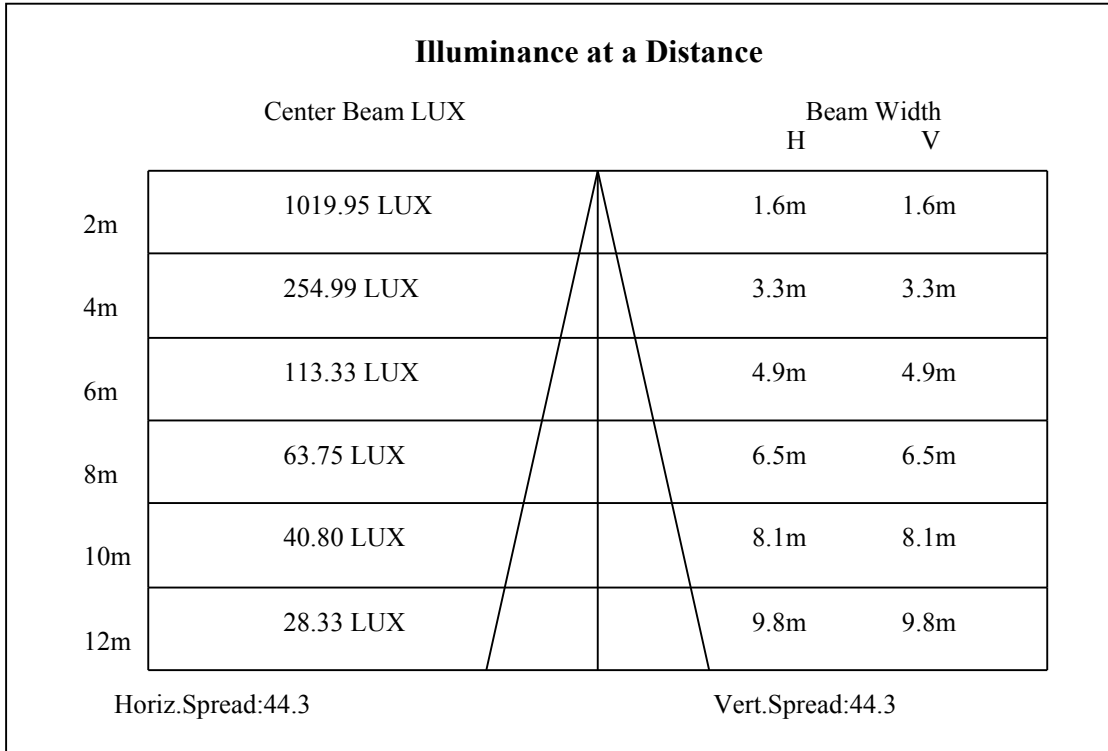 Illuminance at a Distance
Center Beam LUX Beam Width
H V
2m 1019.95 LUX 1.6m 1.6m
4m 254.99 LUX 3.3m 3.3m
6m 113.33 LUX 4.9m 4.9m
8m 63.75 LUX 6.5m 6.5m
10m 40.80 LUX 8.1m 8.1m
12m 28.33 LUX 9.8m 9.8m
Horiz.Spread:44.3 Vert.Spread:44.3